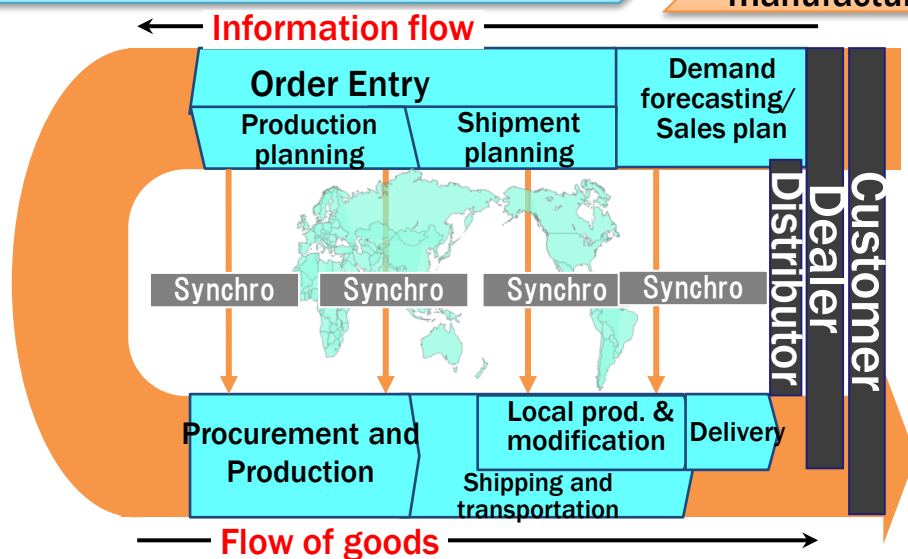 manufactur
Information flow
Order Entry
Demand
forecasting/
Sales plan
Production
planning
Shipment
planning
Distributor
Dealer
Customer
Synchro
Synchro
Synchro
Synchro
Procurement and
Production
Local prod. &
modification
Delivery
Shipping and
transportation
Flow of goods